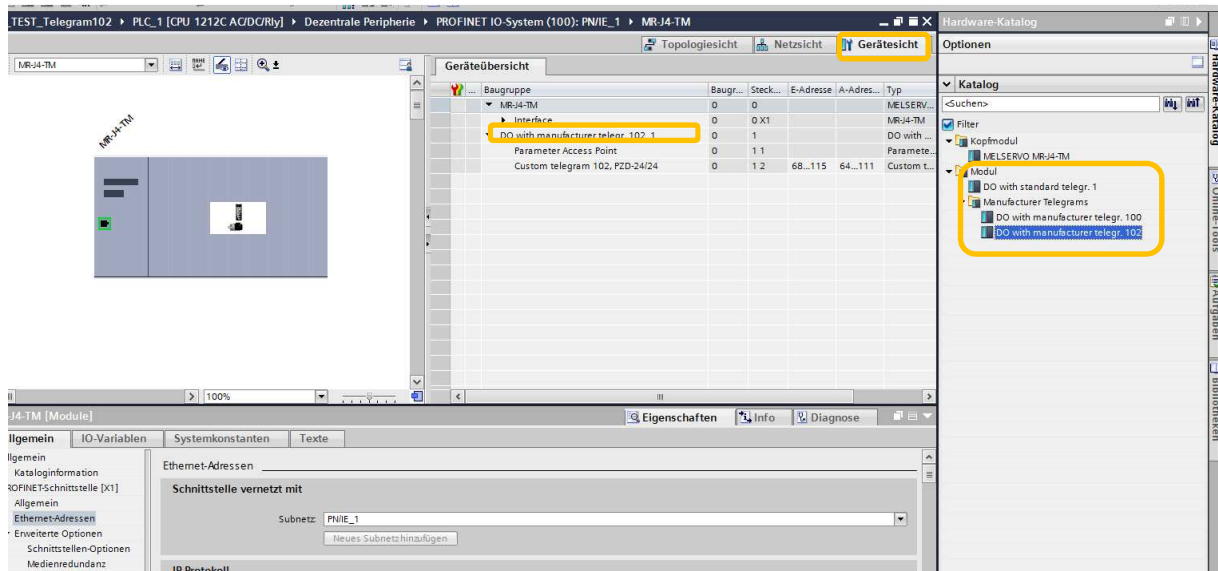 _TEST_Telegram102 ▸ PLC_1 [CPU 1212C AC/DC/Rly] ▸ Dezentrale Peripherie ▸ PROFINET IO-System (100): PN/IE_1 ▸ MR-J4-TM
Hardware-Katalog
Topologiesicht Netzsicht Gerätesicht
Optionen
MR-J4-TM
Geräteübersicht
... Baugruppe Baugr... Steck... E-Adresse A-Adres... Typ
MR-J4-TM 0 0 MELSERV...
Interface 0 0 X1 MR-J4-TM
DO with manufacturer telegr. 102_1 0 1 DO with ...
Parameter Access Point 0 1 1 Paramete...
Custom telegram 102, PZD-24/24 0 1 2 68...115 64...111 Custom t...
MR-J4-TM
100%
Katalog
<Suchen>
Filter
Kopfmodul
MELSERVO MR-J4-TM
Modul
DO with standard telegr. 1
Manufacturer Telegrams
DO with manufacturer telegr. 100
DO with manufacturer telegr. 102
Hardware-Katalog
Online-Tools
Aufgaben
Bibliotheken
-J4-TM [Module]
Eigenschaften Info Diagnose
llgemein IO-Variablen Systemkonstanten Texte
llgemein
Kataloginformation
ROFINET-Schnittstelle [X1]
Allgemein
Ethernet-Adressen
Erweiterte Optionen
Schnittstellen-Optionen
Medienredundanz
Ethernet-Adressen
Schnittstelle vernetzt mit
Subnetz: PN/IE_1
Neues Subnetz hinzufügen
IP Protokoll